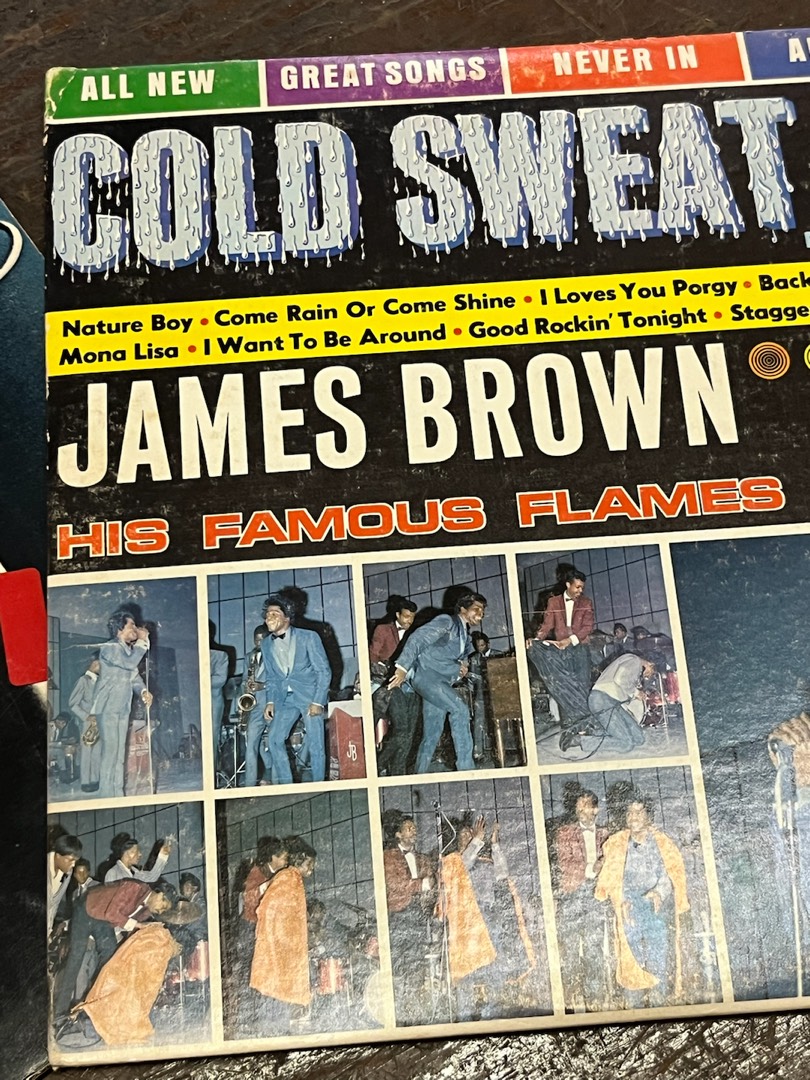 ALL NEW GREAT SONGS NEVER IN
COLD SWEAT
Nature Boy • Come Rain Or Come Shine • I Loves You Porgy • Back
Mona Lisa • I Want To Be Around • Good Rockin' Tonight • Stagge
JAMES BROWN
HIS FAMOUS FLAMES
JB